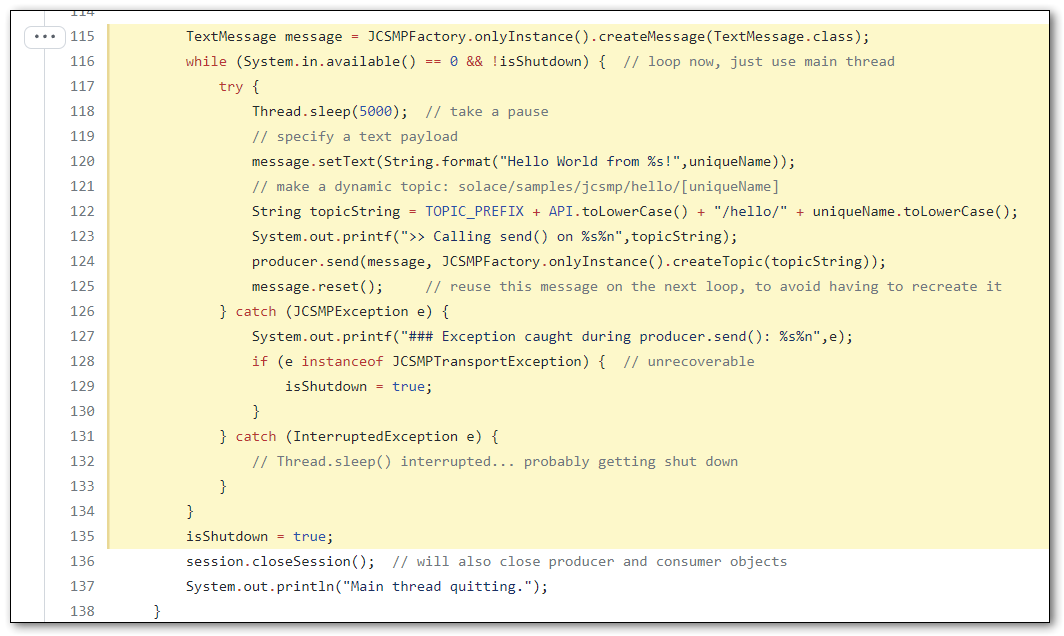 114
115 TextMessage message = JCSMPFactory.onlyInstance().createMessage(TextMessage.class);
116 while (System.in.available() == 0 && !isShutdown) {  // loop now, just use main thread
117 try {
118 Thread.sleep(5000);  // take a pause
119 // specify a text payload
120 message.setText(String.format("Hello World from %s!",uniqueName));
121 // make a dynamic topic: solace/samples/jcsmp/hello/[uniqueName]
122 String topicString = TOPIC_PREFIX + API.toLowerCase() + "/hello/" + uniqueName.toLowerCase();
123 System.out.printf(">> Calling send() on %s%n",topicString);
124 producer.send(message, JCSMPFactory.onlyInstance().createTopic(topicString));
125 message.reset();     // reuse this message on the next loop, to avoid having to recreate it
126 } catch (JCSMPException e) {
127 System.out.printf("### Exception caught during producer.send(): %s%n",e);
128 if (e instanceof JCSMPTransportException) {  // unrecoverable
129 isShutdown = true;
130 }
131 } catch (InterruptedException e) {
132 // Thread.sleep() interrupted... probably getting shut down
133 }
134 }
135 isShutdown = true;
136 session.closeSession();  // will also close producer and consumer objects
137 System.out.println("Main thread quitting.");
138 }